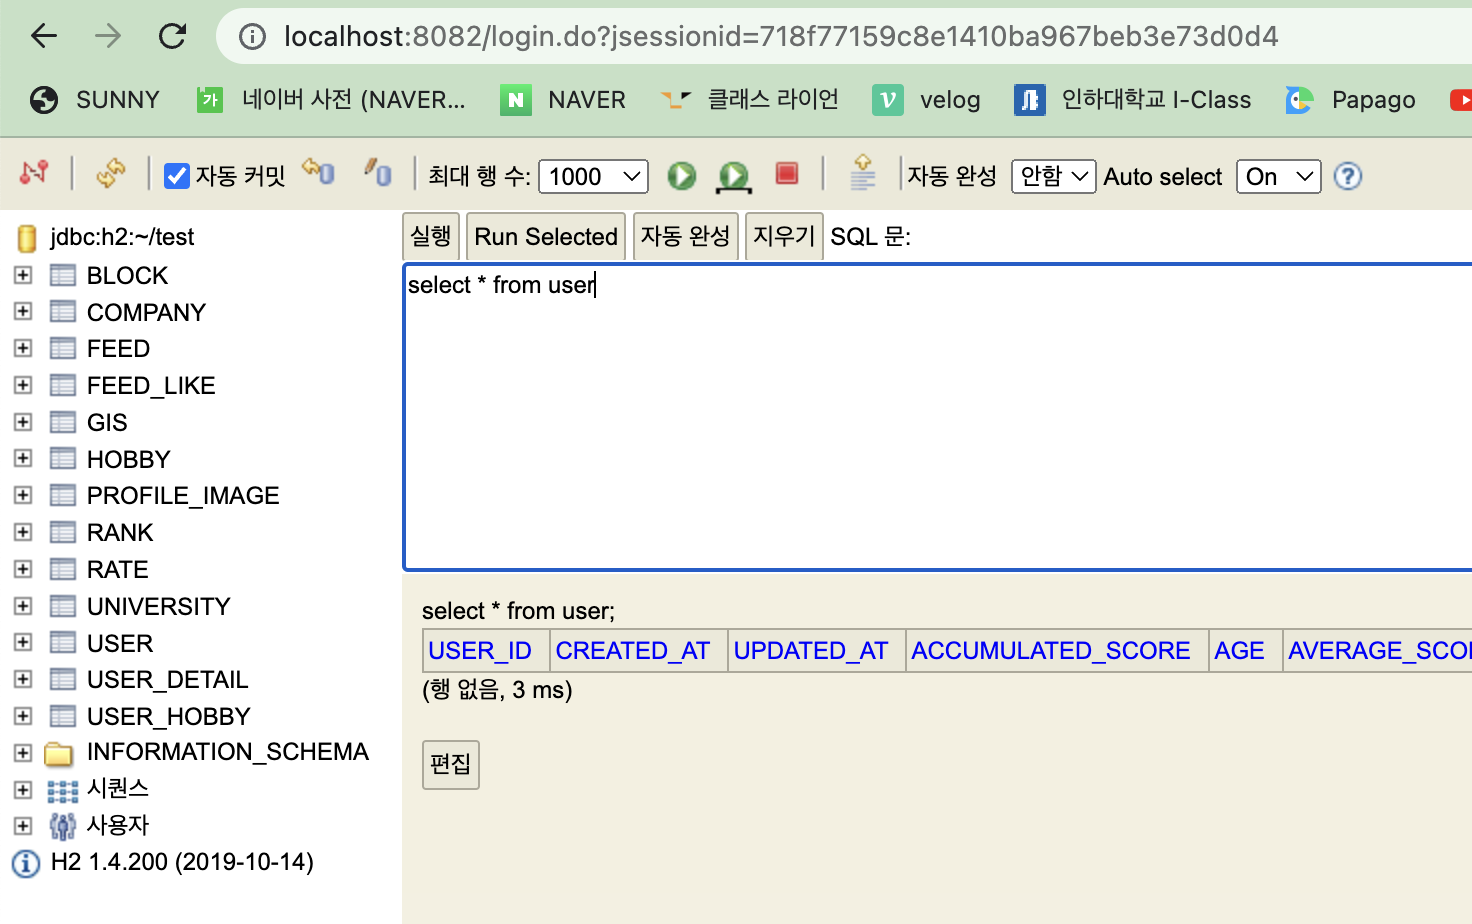 localhost:8082/login.do?jsessionid=718f77159c8e1410ba967beb3e73d0d4
SUNNY 가 네이버 사전 (NAVER... N NAVER 클래스 라이언 v velog 인하대학교 I-Class Papago
자동 커밋 최대 행 수: 1000 자동 완성 안함 Auto select On ?
실행 Run Selected 자동 완성 지우기 SQL 문:
select * from user
jdbc:h2:~/test
BLOCK
COMPANY
FEED
FEED_LIKE
GIS
HOBBY
PROFILE_IMAGE
RANK
RATE
UNIVERSITY
USER
USER_DETAIL
USER_HOBBY
INFORMATION_SCHEMA
시퀀스
사용자
H2 1.4.200 (2019-10-14)
select * from user;
USER_ID CREATED_AT UPDATED_AT ACCUMULATED_SCORE AGE AVERAGE_SCO
(행 없음, 3 ms)
편집